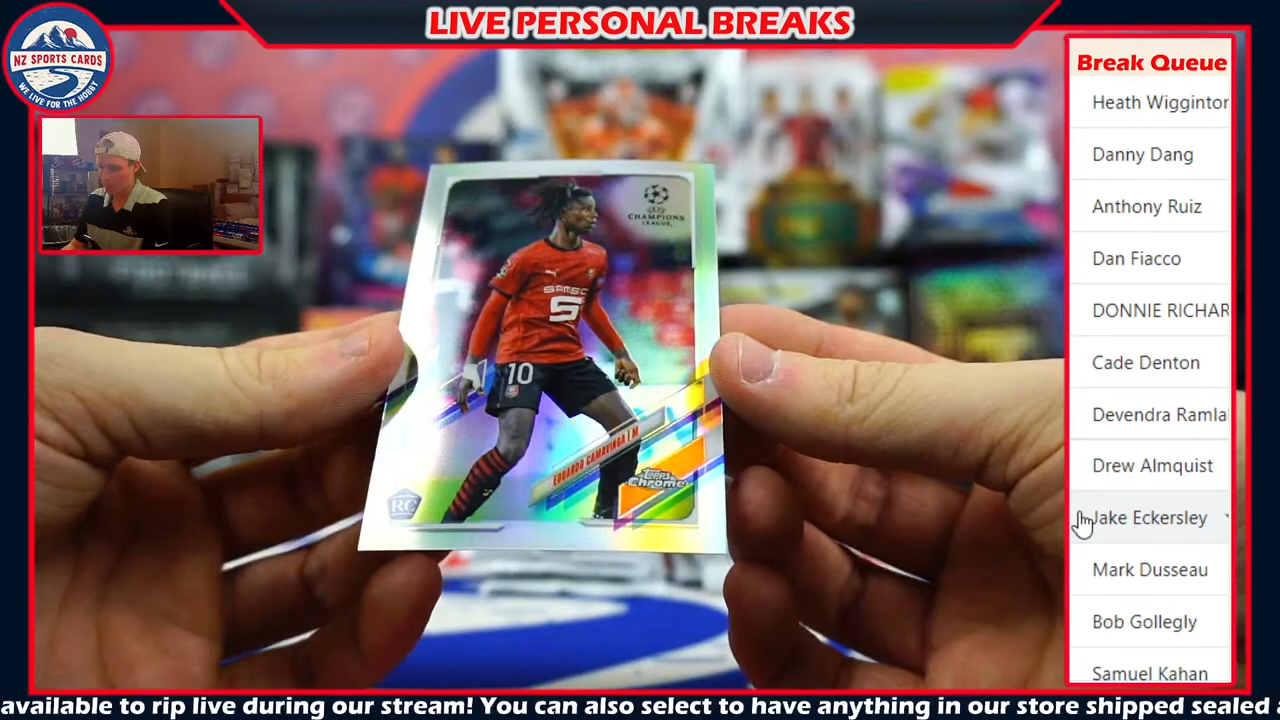 LIVE PERSONAL BREAKS
NZ SPORTS CARDS
WE LIVE FOR THE HOBBY
Break Queue
Heath Wigginton
Danny Dang
Anthony Ruiz
Dan Fiacco
DONNIE RICHAR
Cade Denton
Devendra Ramla
Drew Almquist
Jake Eckersley
Mark Dusseau
Bob Gollegly
Samuel Kahan
CHAMPIONS
LEAGUE
SAMSIC
S
10
EDUARDO CAMAVINGA | M
Topps
Chrome
RC
available to rip live during our stream! You can also select to have anything in our store shipped sealed a